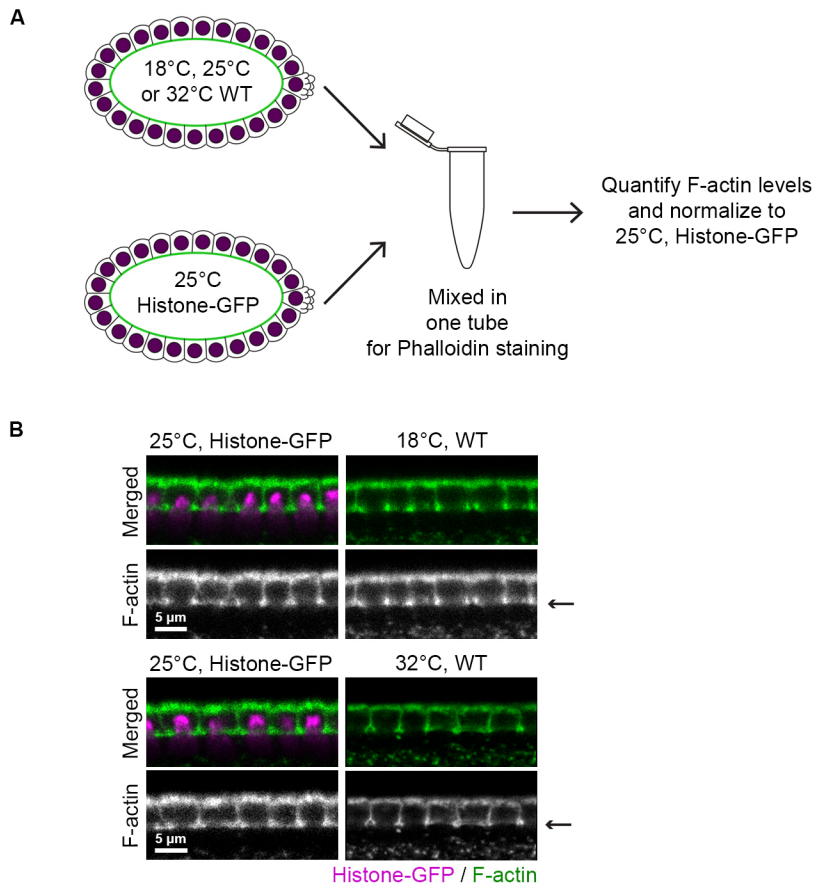 A
18°C, 25°C
or 32°C WT
25°C
Histone-GFP
Mixed in
one tube
for Phalloidin staining
Quantify F-actin levels
and normalize to
25°C, Histone-GFP
B
25°C, Histone-GFP
18°C, WT
Merged
F-actin
5 µm
25°C, Histone-GFP
32°C, WT
Merged
F-actin
5 µm
Histone-GFP / F-actin